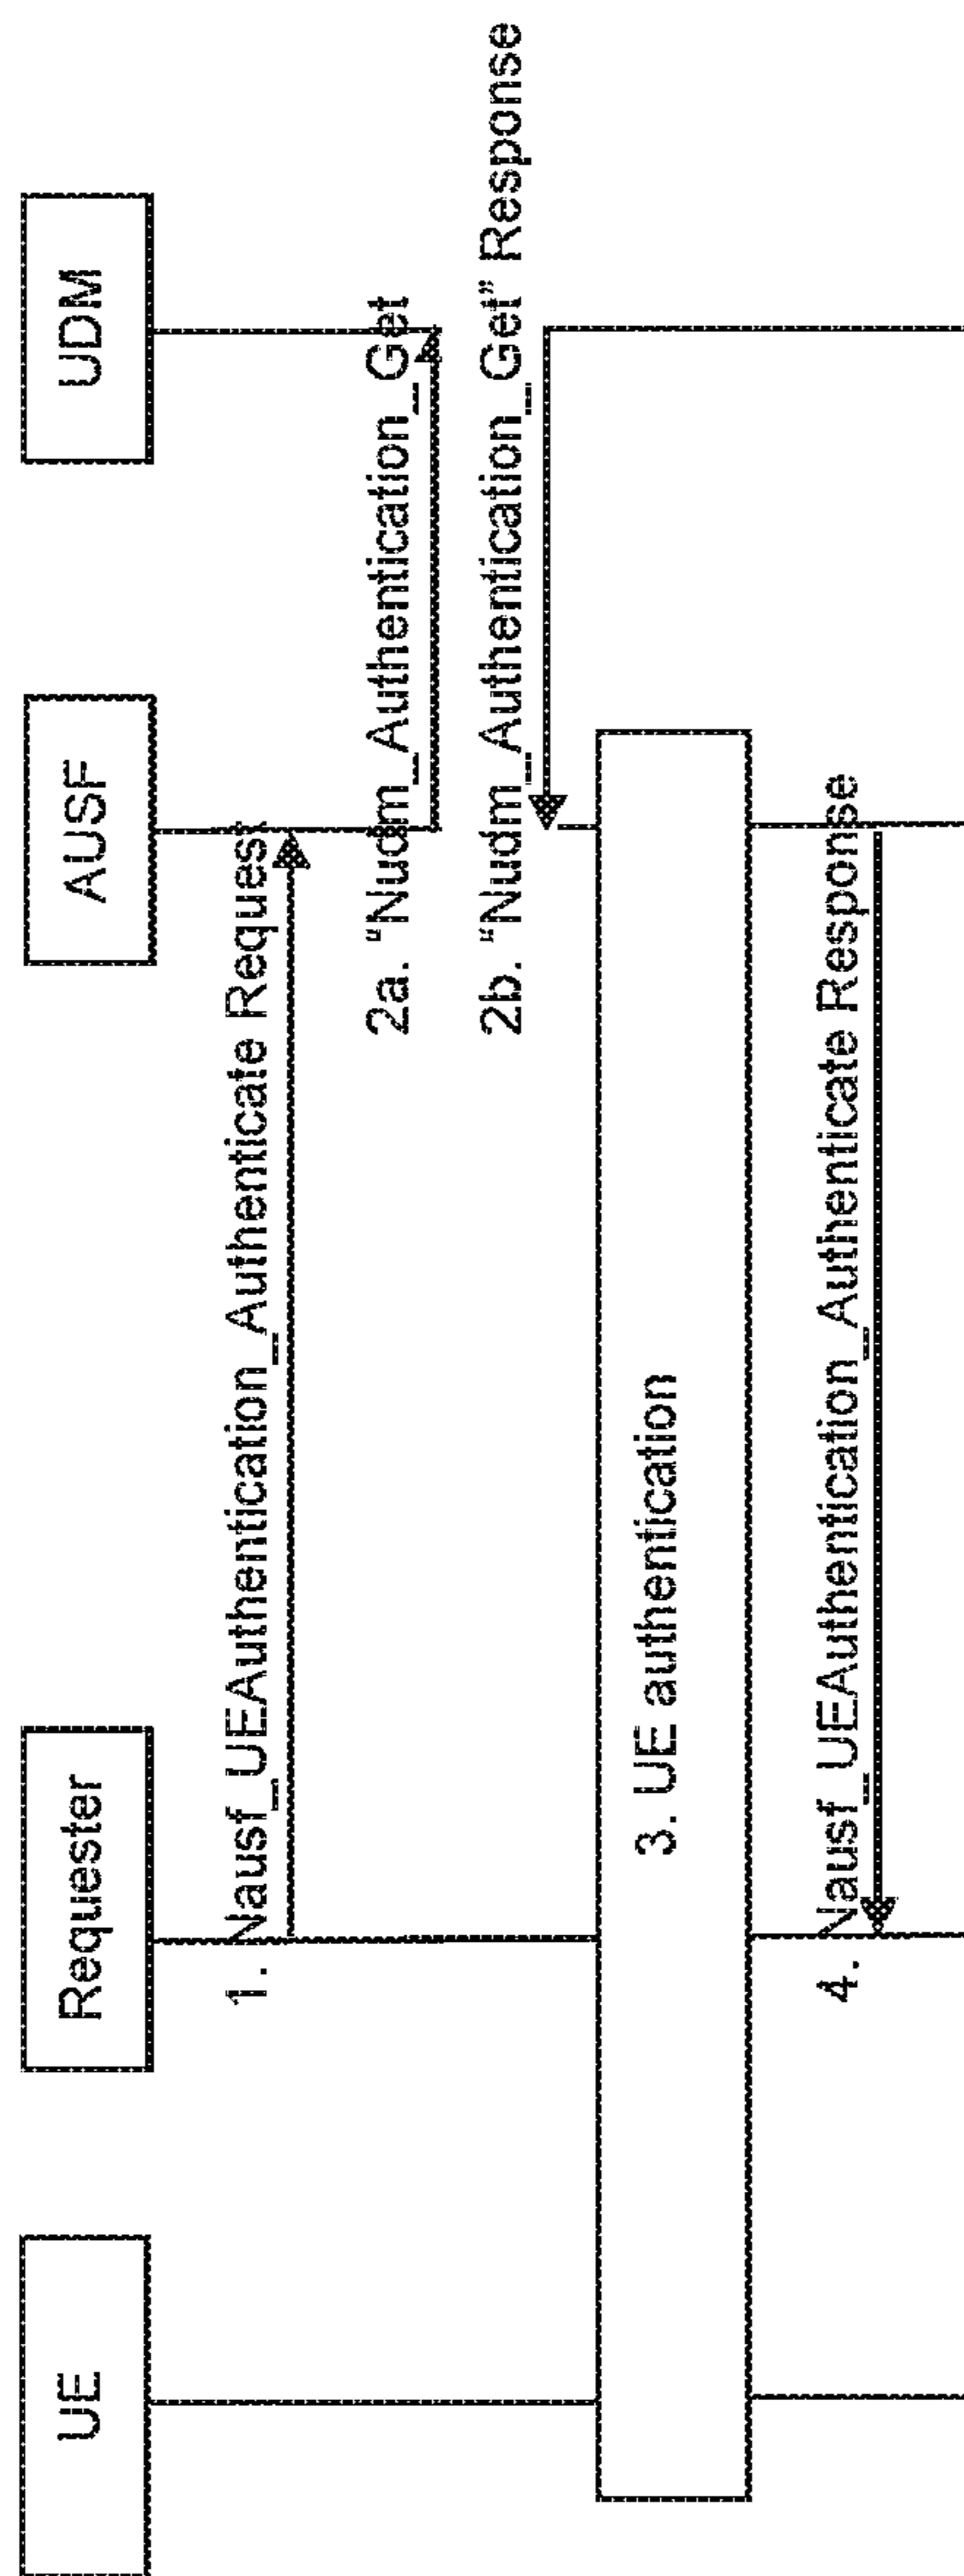 UE
Requester
AUSF
UDM
1. Nausf_UEAuthentication_Authenticate Request
2a. “Nudm_Authentication_Get
2b. “Nudm_Authentication_Get” Response
3. UE authentication
4. Nausf_UEAuthentication_Authenticate Response